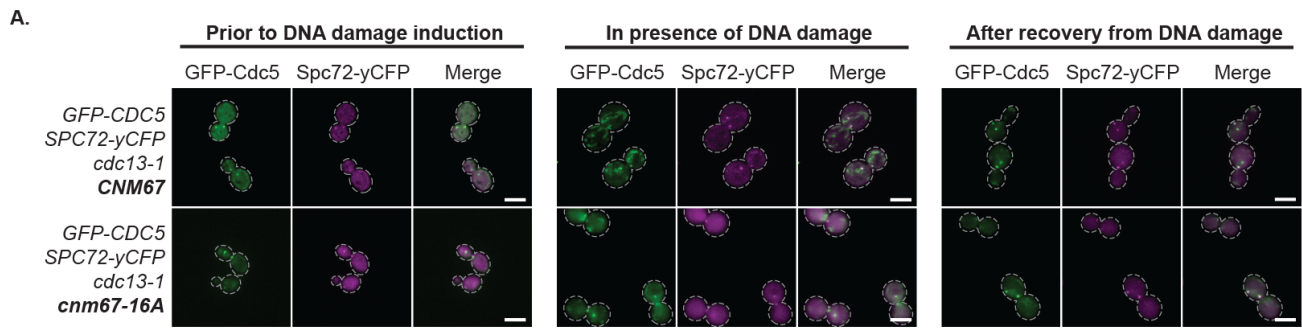 A.
Prior to DNA damage induction
In presence of DNA damage
After recovery from DNA damage
GFP-Cdc5 Spc72-yCFP Merge
GFP-Cdc5 Spc72-yCFP Merge
GFP-Cdc5 Spc72-yCFP Merge
GFP-CDC5
SPC72-yCFP
cdc13-1
CNM67
GFP-CDC5
SPC72-yCFP
cdc13-1
cnm67-16A